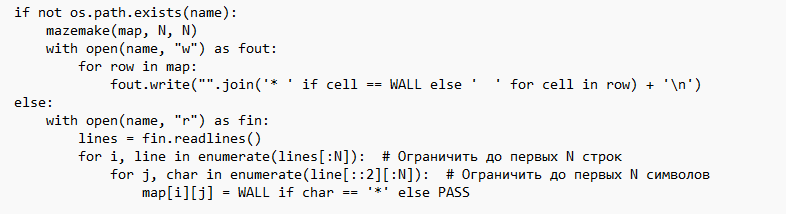 if not os.path.exists(name):
    mazemake(map, N, N)
    with open(name, "w") as fout:
        for row in map:
            fout.write("".join('* ' if cell == WALL else '  ' for cell in row) + '\n')
else:
    with open(name, "r") as fin:
        lines = fin.readlines()
        for i, line in enumerate(lines[:N]):  # Ограничить до первых N строк
            for j, char in enumerate(line[::2][:N]):  # Ограничить до первых N символов
                map[i][j] = WALL if char == '*' else PASS